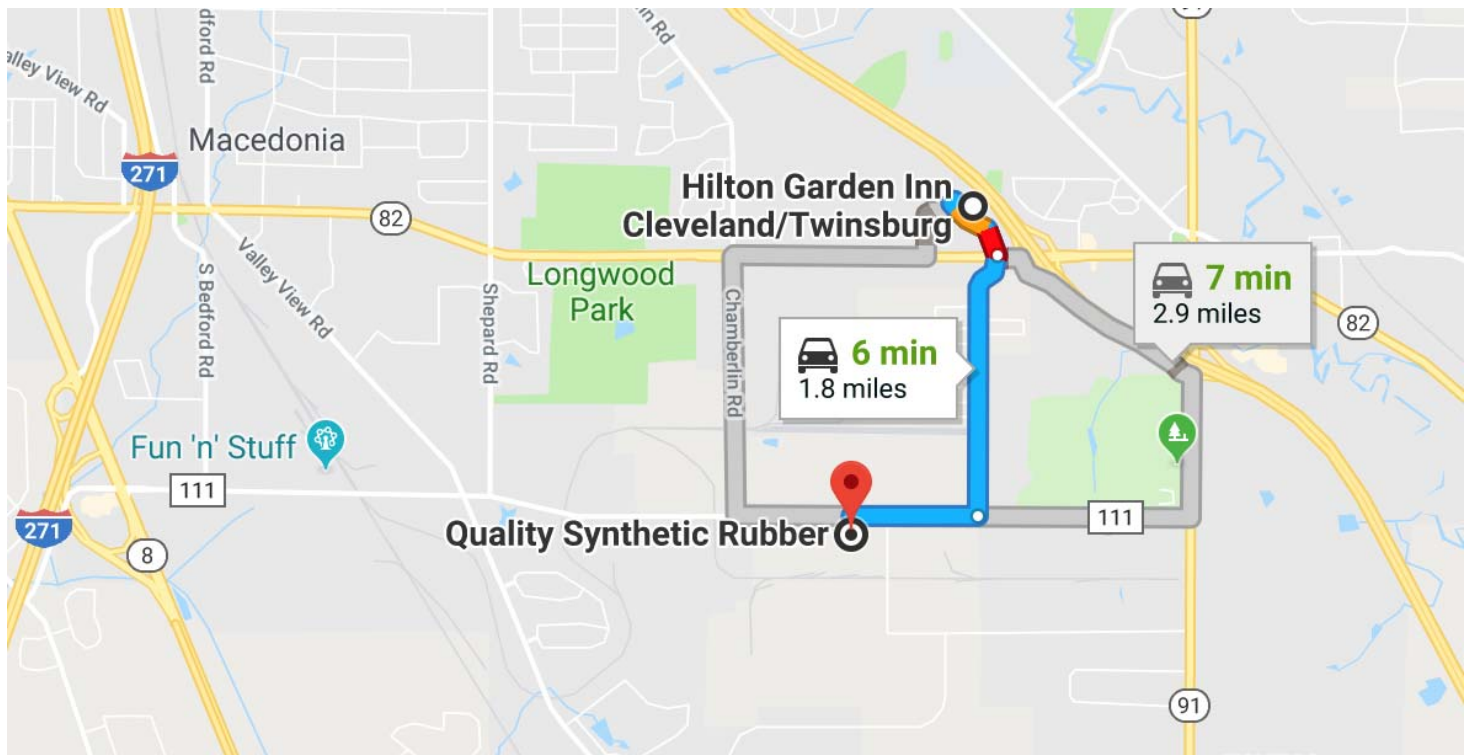 dford Rd
n Rd
alley View Rd
Macedonia
271
82
Hilton Garden Inn
Cleveland/Twinsburg
Valley View Rd
S Bedford Rd
Shepard Rd
Longwood
Park
Chamberlin Rd
7 min
2.9 miles
82
6 min
1.8 miles
Fun 'n' Stuff
111
271
8
Quality Synthetic Rubber
111
91